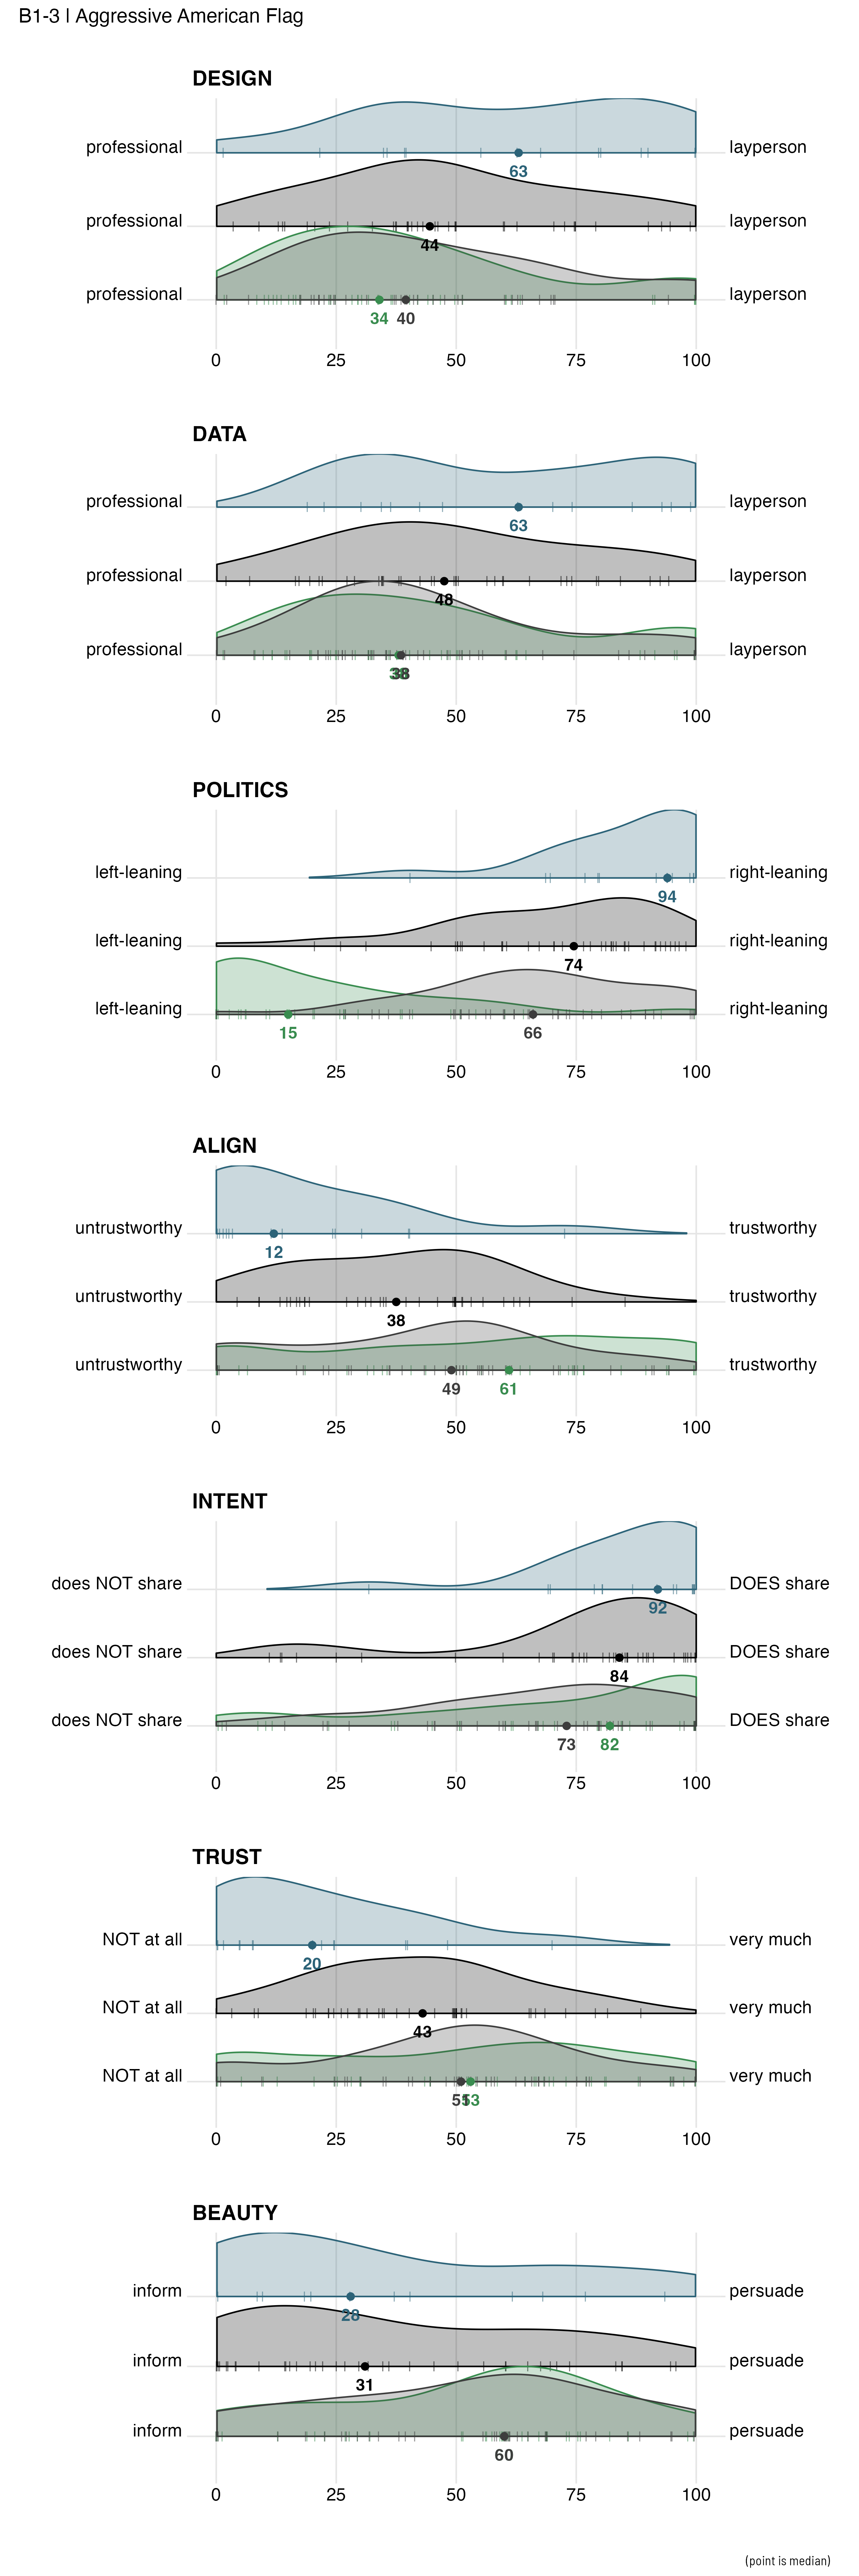 B1-3 | Aggressive American Flag
DESIGN
professional layperson
63
professional layperson
44
professional layperson
34 40
0 25 50 75 100
DATA
professional layperson
63
professional layperson
48
professional layperson
38
0 25 50 75 100
POLITICS
left-leaning right-leaning
94
left-leaning right-leaning
74
left-leaning right-leaning
15 66
0 25 50 75 100
ALIGN
untrustworthy trustworthy
12
untrustworthy trustworthy
38
untrustworthy trustworthy
49 61
0 25 50 75 100
INTENT
does NOT share DOES share
92
does NOT share DOES share
84
does NOT share DOES share
73 82
0 25 50 75 100
TRUST
NOT at all very much
20
NOT at all very much
43
NOT at all very much
51 53
0 25 50 75 100
BEAUTY
inform persuade
28
inform persuade
31
inform persuade
60
0 25 50 75 100
(point is median)